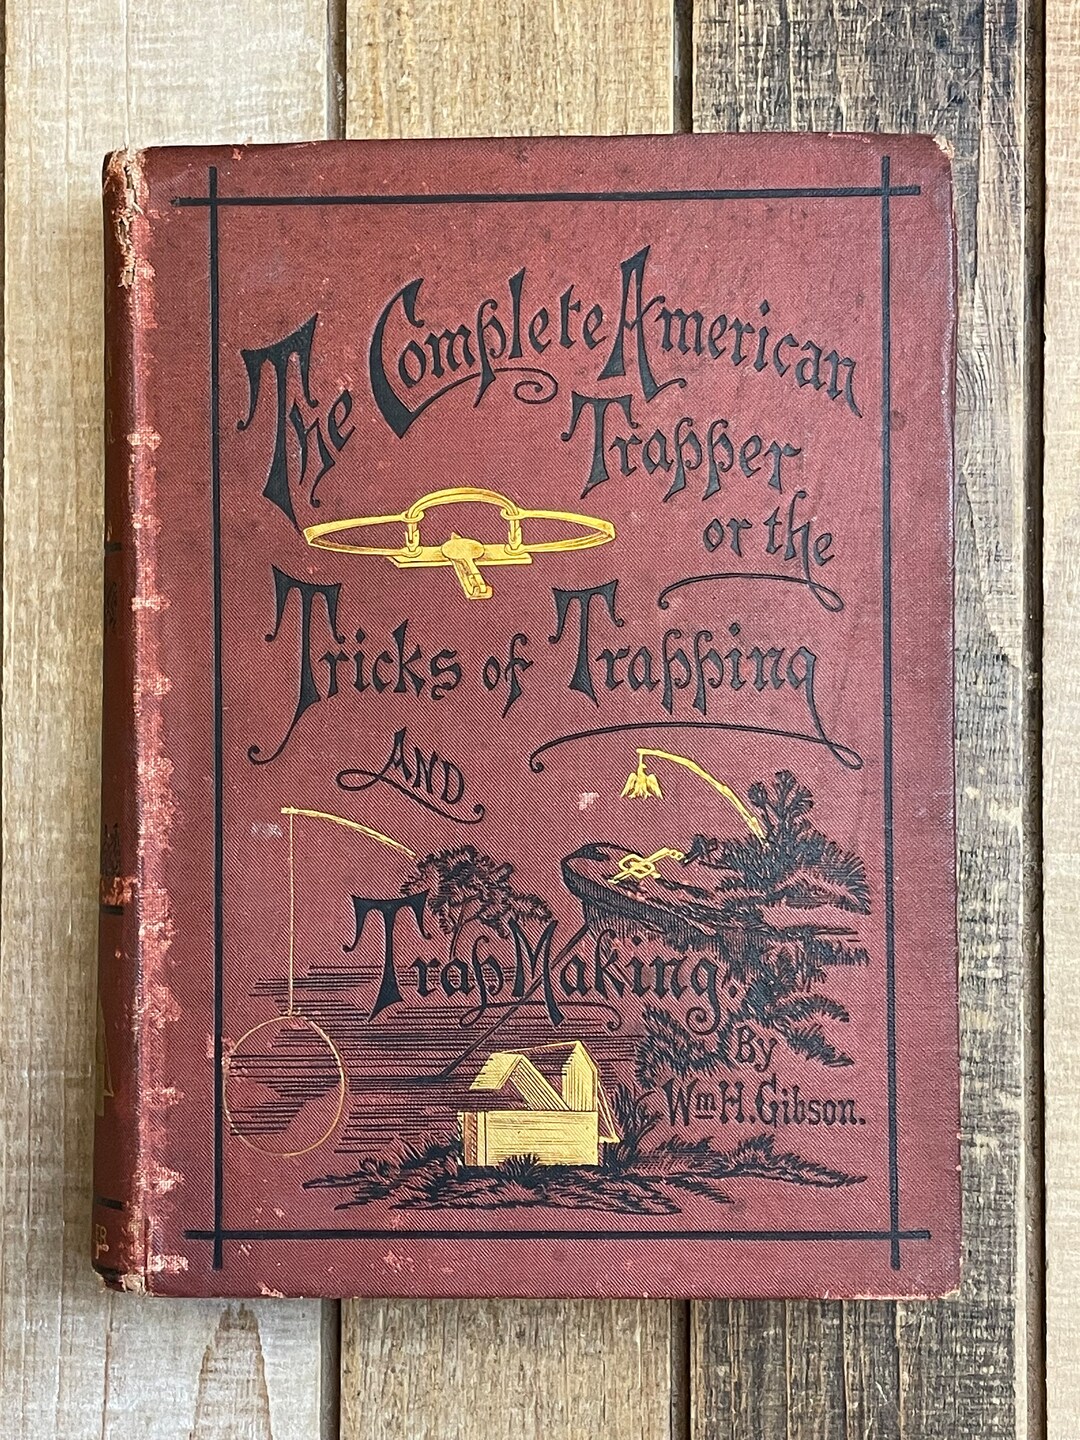 The Complete American
Trapper
or the
Tricks of Trapping
AND
Trap Making.
By
Wm H. Gibson.